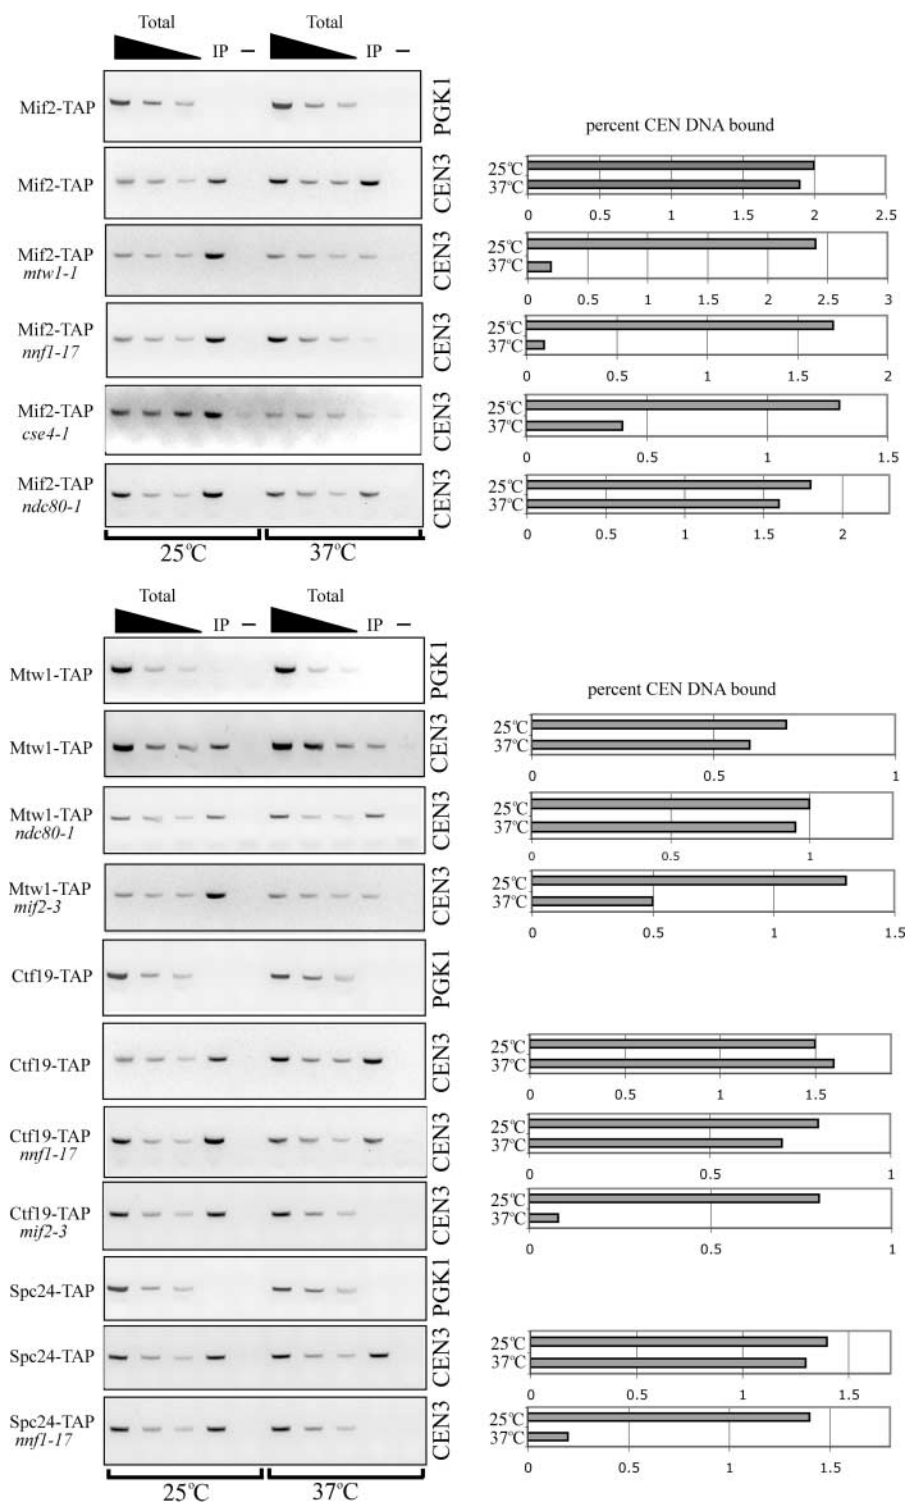 Total Total
IP – IP –
Mif2-TAP PGK1
percent CEN DNA bound
Mif2-TAP CEN3
25°C
37°C
0 0.5 1 1.5 2 2.5
Mif2-TAP
mtw1-1
CEN3
25°C
37°C
0 0.5 1 1.5 2 2.5 3
Mif2-TAP
nnf1-17
CEN3
25°C
37°C
0 0.5 1 1.5 2
Mif2-TAP
cse4-1
CEN3
25°C
37°C
0 0.5 1 1.5
Mif2-TAP
ndc80-1
CEN3
25°C
37°C
0 0.5 1 1.5 2
25°C 37°C
Total Total
IP – IP –
Mtw1-TAP PGK1
percent CEN DNA bound
Mtw1-TAP CEN3
25°C
37°C
0 0.5 1
Mtw1-TAP
ndc80-1
CEN3
25°C
37°C
0 0.5 1
Mtw1-TAP
mif2-3
CEN3
25°C
37°C
0 0.5 1 1.5
Ctf19-TAP PGK1
Ctf19-TAP CEN3
25°C
37°C
0 0.5 1 1.5
Ctf19-TAP
nnf1-17
CEN3
25°C
37°C
0 0.5 1
Ctf19-TAP
mif2-3
CEN3
25°C
37°C
0 0.5 1
Spc24-TAP PGK1
Spc24-TAP CEN3
25°C
37°C
0 0.5 1 1.5
Spc24-TAP
nnf1-17
CEN3
25°C
37°C
0 0.5 1 1.5
25°C 37°C